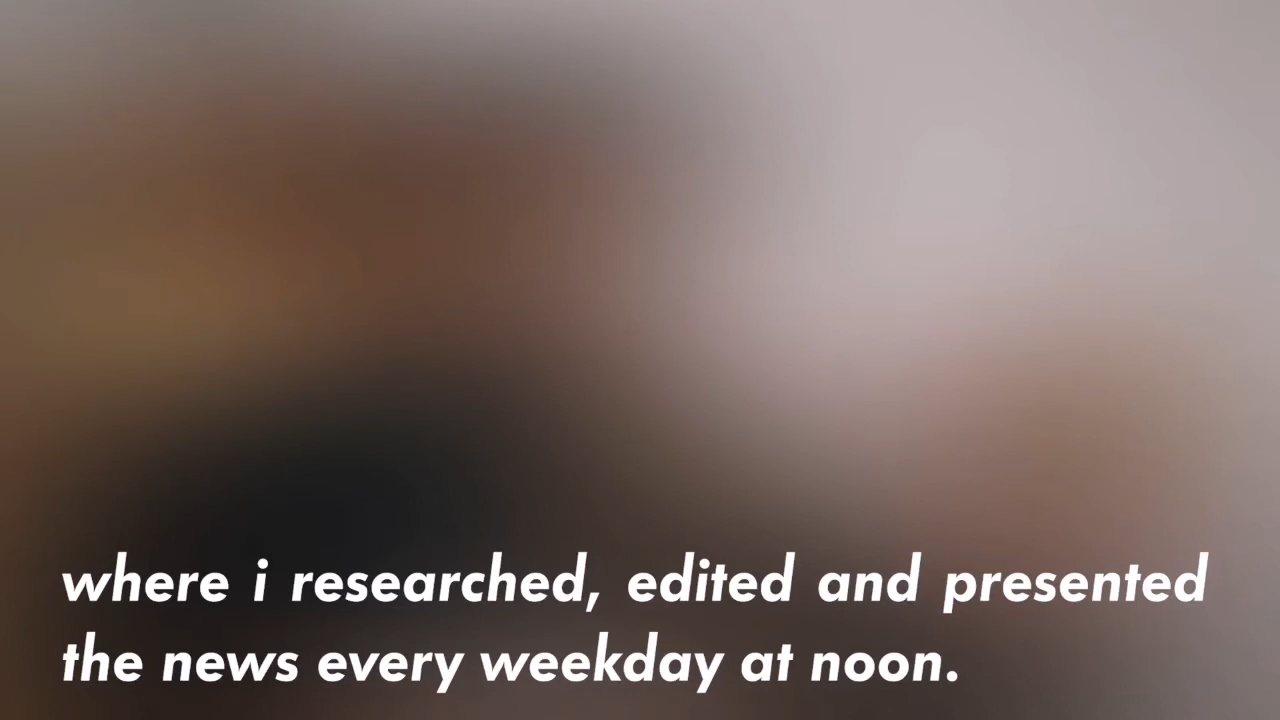 where i researched, edited and presented
the news every weekday at noon.